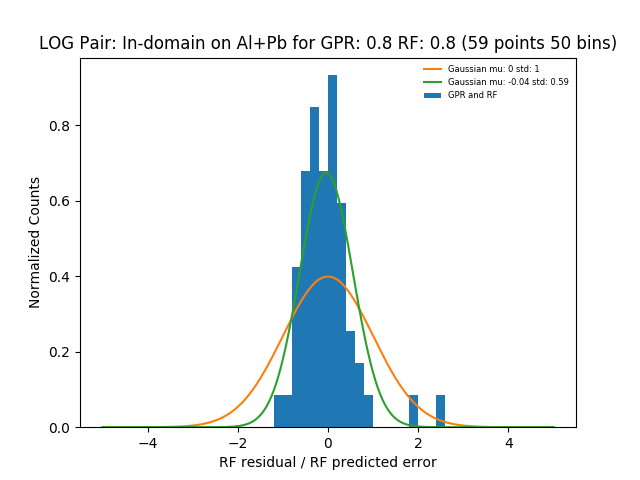 LOG Pair: In-domain on Al+Pb for GPR: 0.8 RF: 0.8 (59 points 50 bins)
Gaussian mu: 0 std: 1
Gaussian mu: -0.04 std: 0.59
GPR and RF
Normalized Counts
0.8
0.6
0.4
0.2
0.0
−4 −2 0 2 4
RF residual / RF predicted error